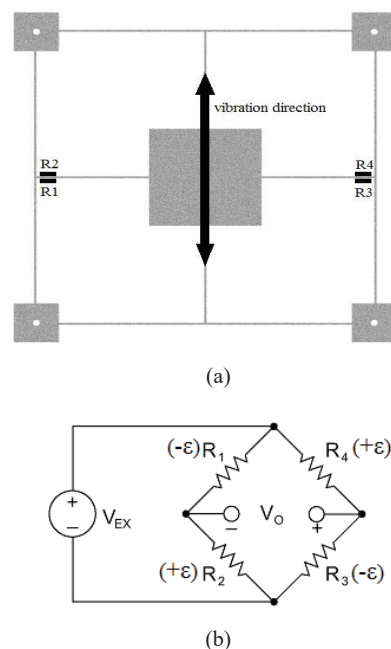 vibration direction
R2
R1
R4
R3
(a)
(-ε) R1
R4 (+ε)
+
−
VEX
−
VO
+
(+ε) R2
R3 (-ε)
(b)